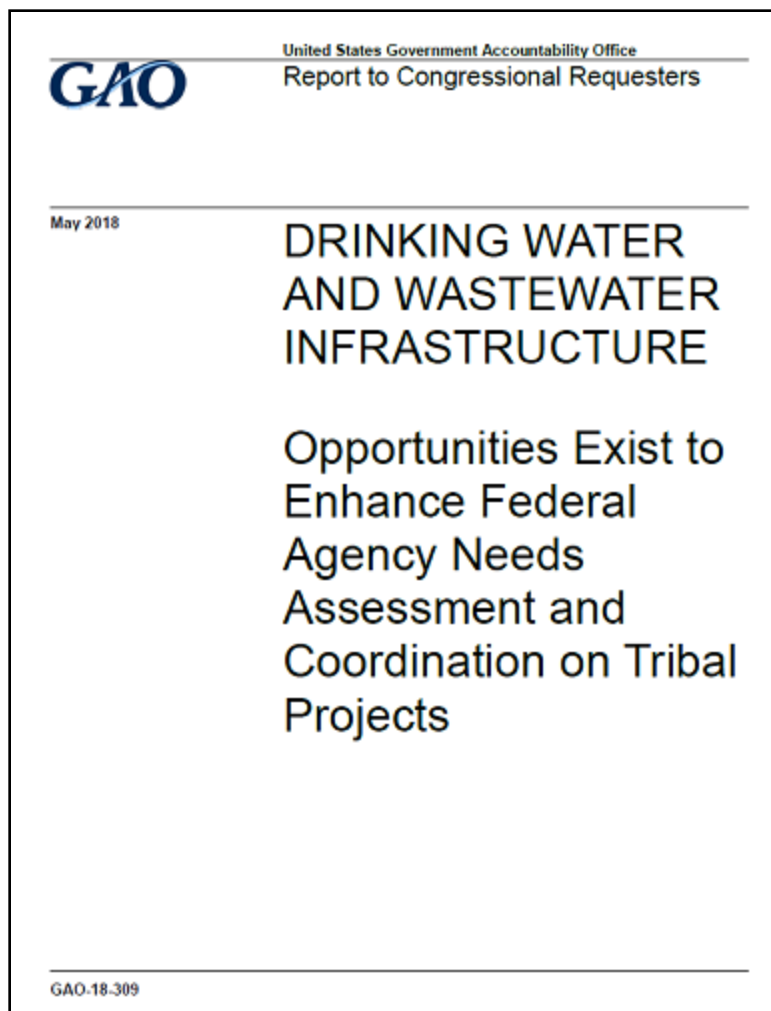 United States Government Accountability Office
GAO
Report to Congressional Requesters
May 2018
DRINKING WATER
AND WASTEWATER
INFRASTRUCTURE
Opportunities Exist to
Enhance Federal
Agency Needs
Assessment and
Coordination on Tribal
Projects
GAO-18-309